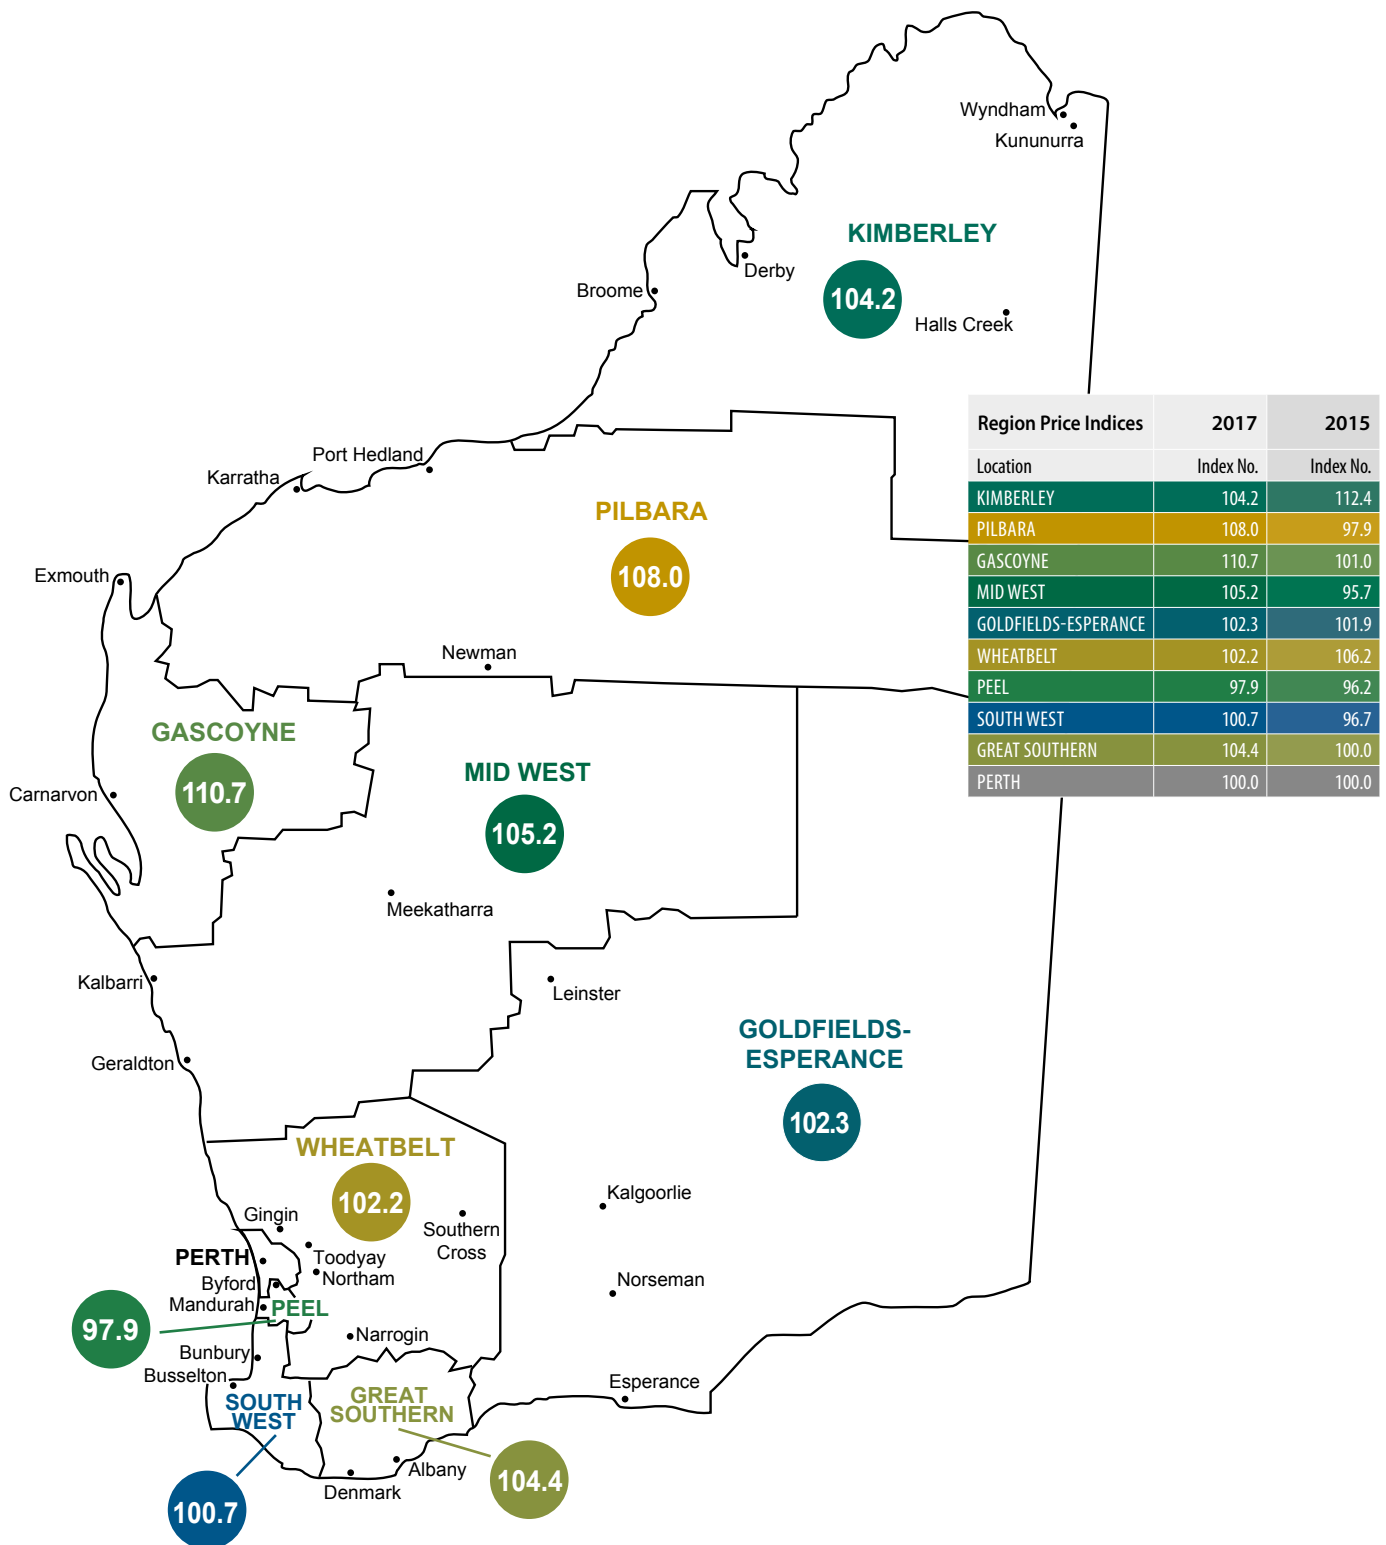 Wyndham
Kununurra
KIMBERLEY
104.2
Derby
Broome
Halls Creek
Region Price Indices 2017 2015
Location Index No. Index No.
KIMBERLEY 104.2 112.4
PILBARA 108.0 97.9
GASCOYNE 110.7 101.0
MID WEST 105.2 95.7
GOLDFIELDS-ESPERANCE 102.3 101.9
WHEATBELT 102.2 106.2
PEEL 97.9 96.2
SOUTH WEST 100.7 96.7
GREAT SOUTHERN 104.4 100.0
PERTH 100.0 100.0
Port Hedland
Karratha
PILBARA
108.0
Exmouth
Newman
GASCOYNE
110.7
Carnarvon
MID WEST
105.2
Meekatharra
Kalbarri
Leinster
GOLDFIELDS-
ESPERANCE
102.3
Geraldton
WHEATBELT
102.2
Kalgoorlie
Gingin
Southern
Cross
PERTH
Toodyay
Northam
Byford
Mandurah
PEEL
97.9
Norseman
Narrogin
Bunbury
Busselton
Esperance
SOUTH
WEST
100.7
GREAT
SOUTHERN
104.4
Albany
Denmark